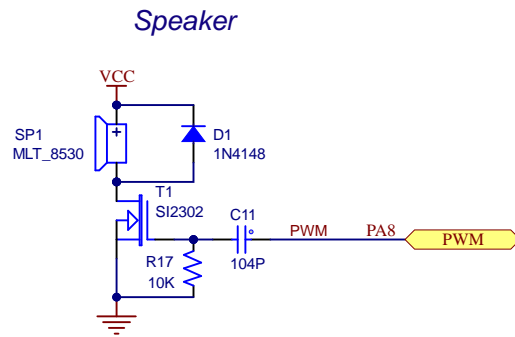 Speaker
VCC
SP1
MLT_8530
+
D1
1N4148
T1
SI2302
C11
104P
R17
10K
PWM
PA8
PWM